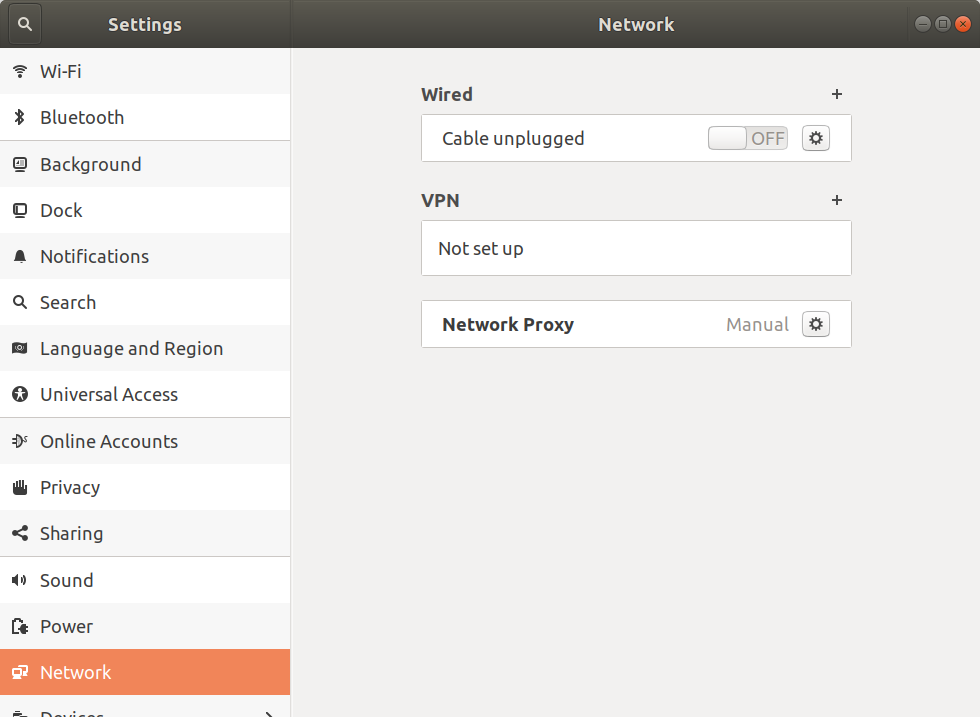 Settings
Network
Wi-Fi
Bluetooth
Background
Dock
Notifications
Search
Language and Region
Universal Access
Online Accounts
Privacy
Sharing
Sound
Power
Network
Devices
Wired
Cable unplugged OFF
VPN
Not set up
Network Proxy Manual